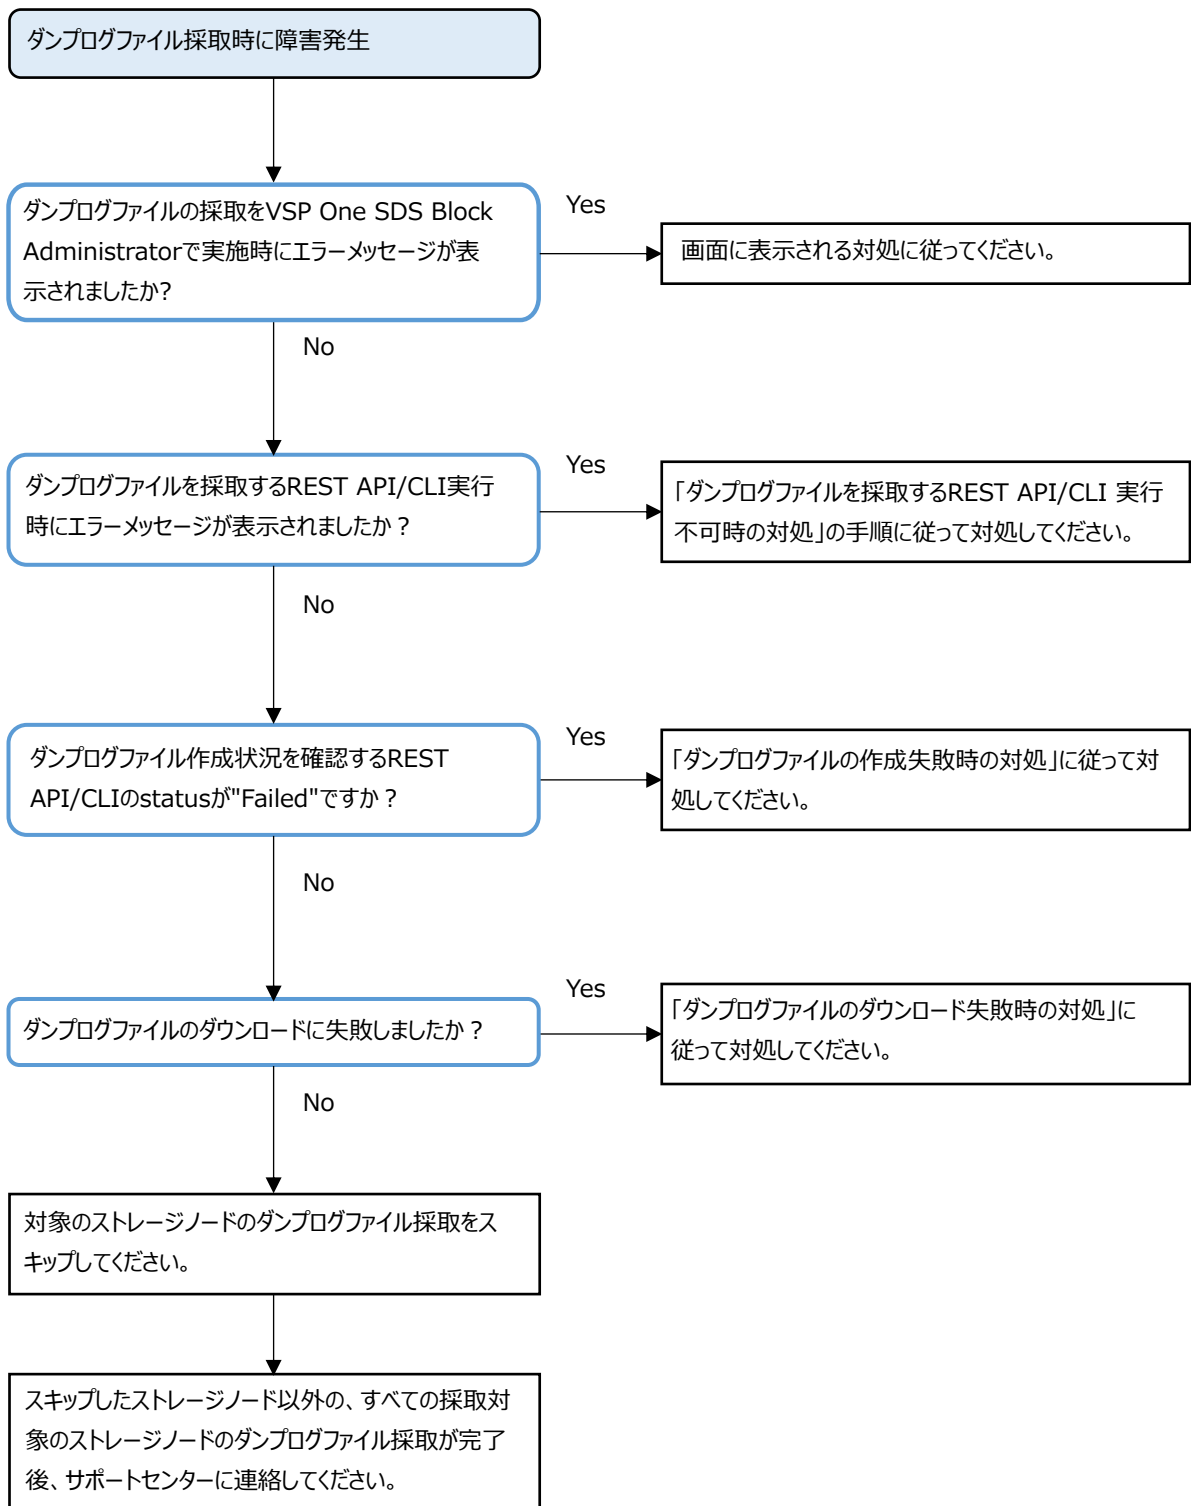 ダンプログファイル採取時に障害発生
ダンプログファイルの採取をVSP One SDS Block
Administratorで実施時にエラーメッセージが表
示されましたか?
Yes
画面に表示される対処に従ってください。
No
ダンプログファイルを採取するREST API/CLI実行
時にエラーメッセージが表示されましたか？
Yes
「ダンプログファイルを採取するREST API/CLI 実行
不可時の対処」の手順に従って対処してください。
No
ダンプログファイル作成状況を確認するREST
API/CLIのstatusが"Failed"ですか？
Yes
「ダンプログファイルの作成失敗時の対処」に従って対
処してください。
No
ダンプログファイルのダウンロードに失敗しましたか？
Yes
「ダンプログファイルのダウンロード失敗時の対処」に
従って対処してください。
No
対象のストレージノードのダンプログファイル採取をス
キップしてください。
スキップしたストレージノード以外の、すべての採取対
象のストレージノードのダンプログファイル採取が完了
後、サポートセンターに連絡してください。